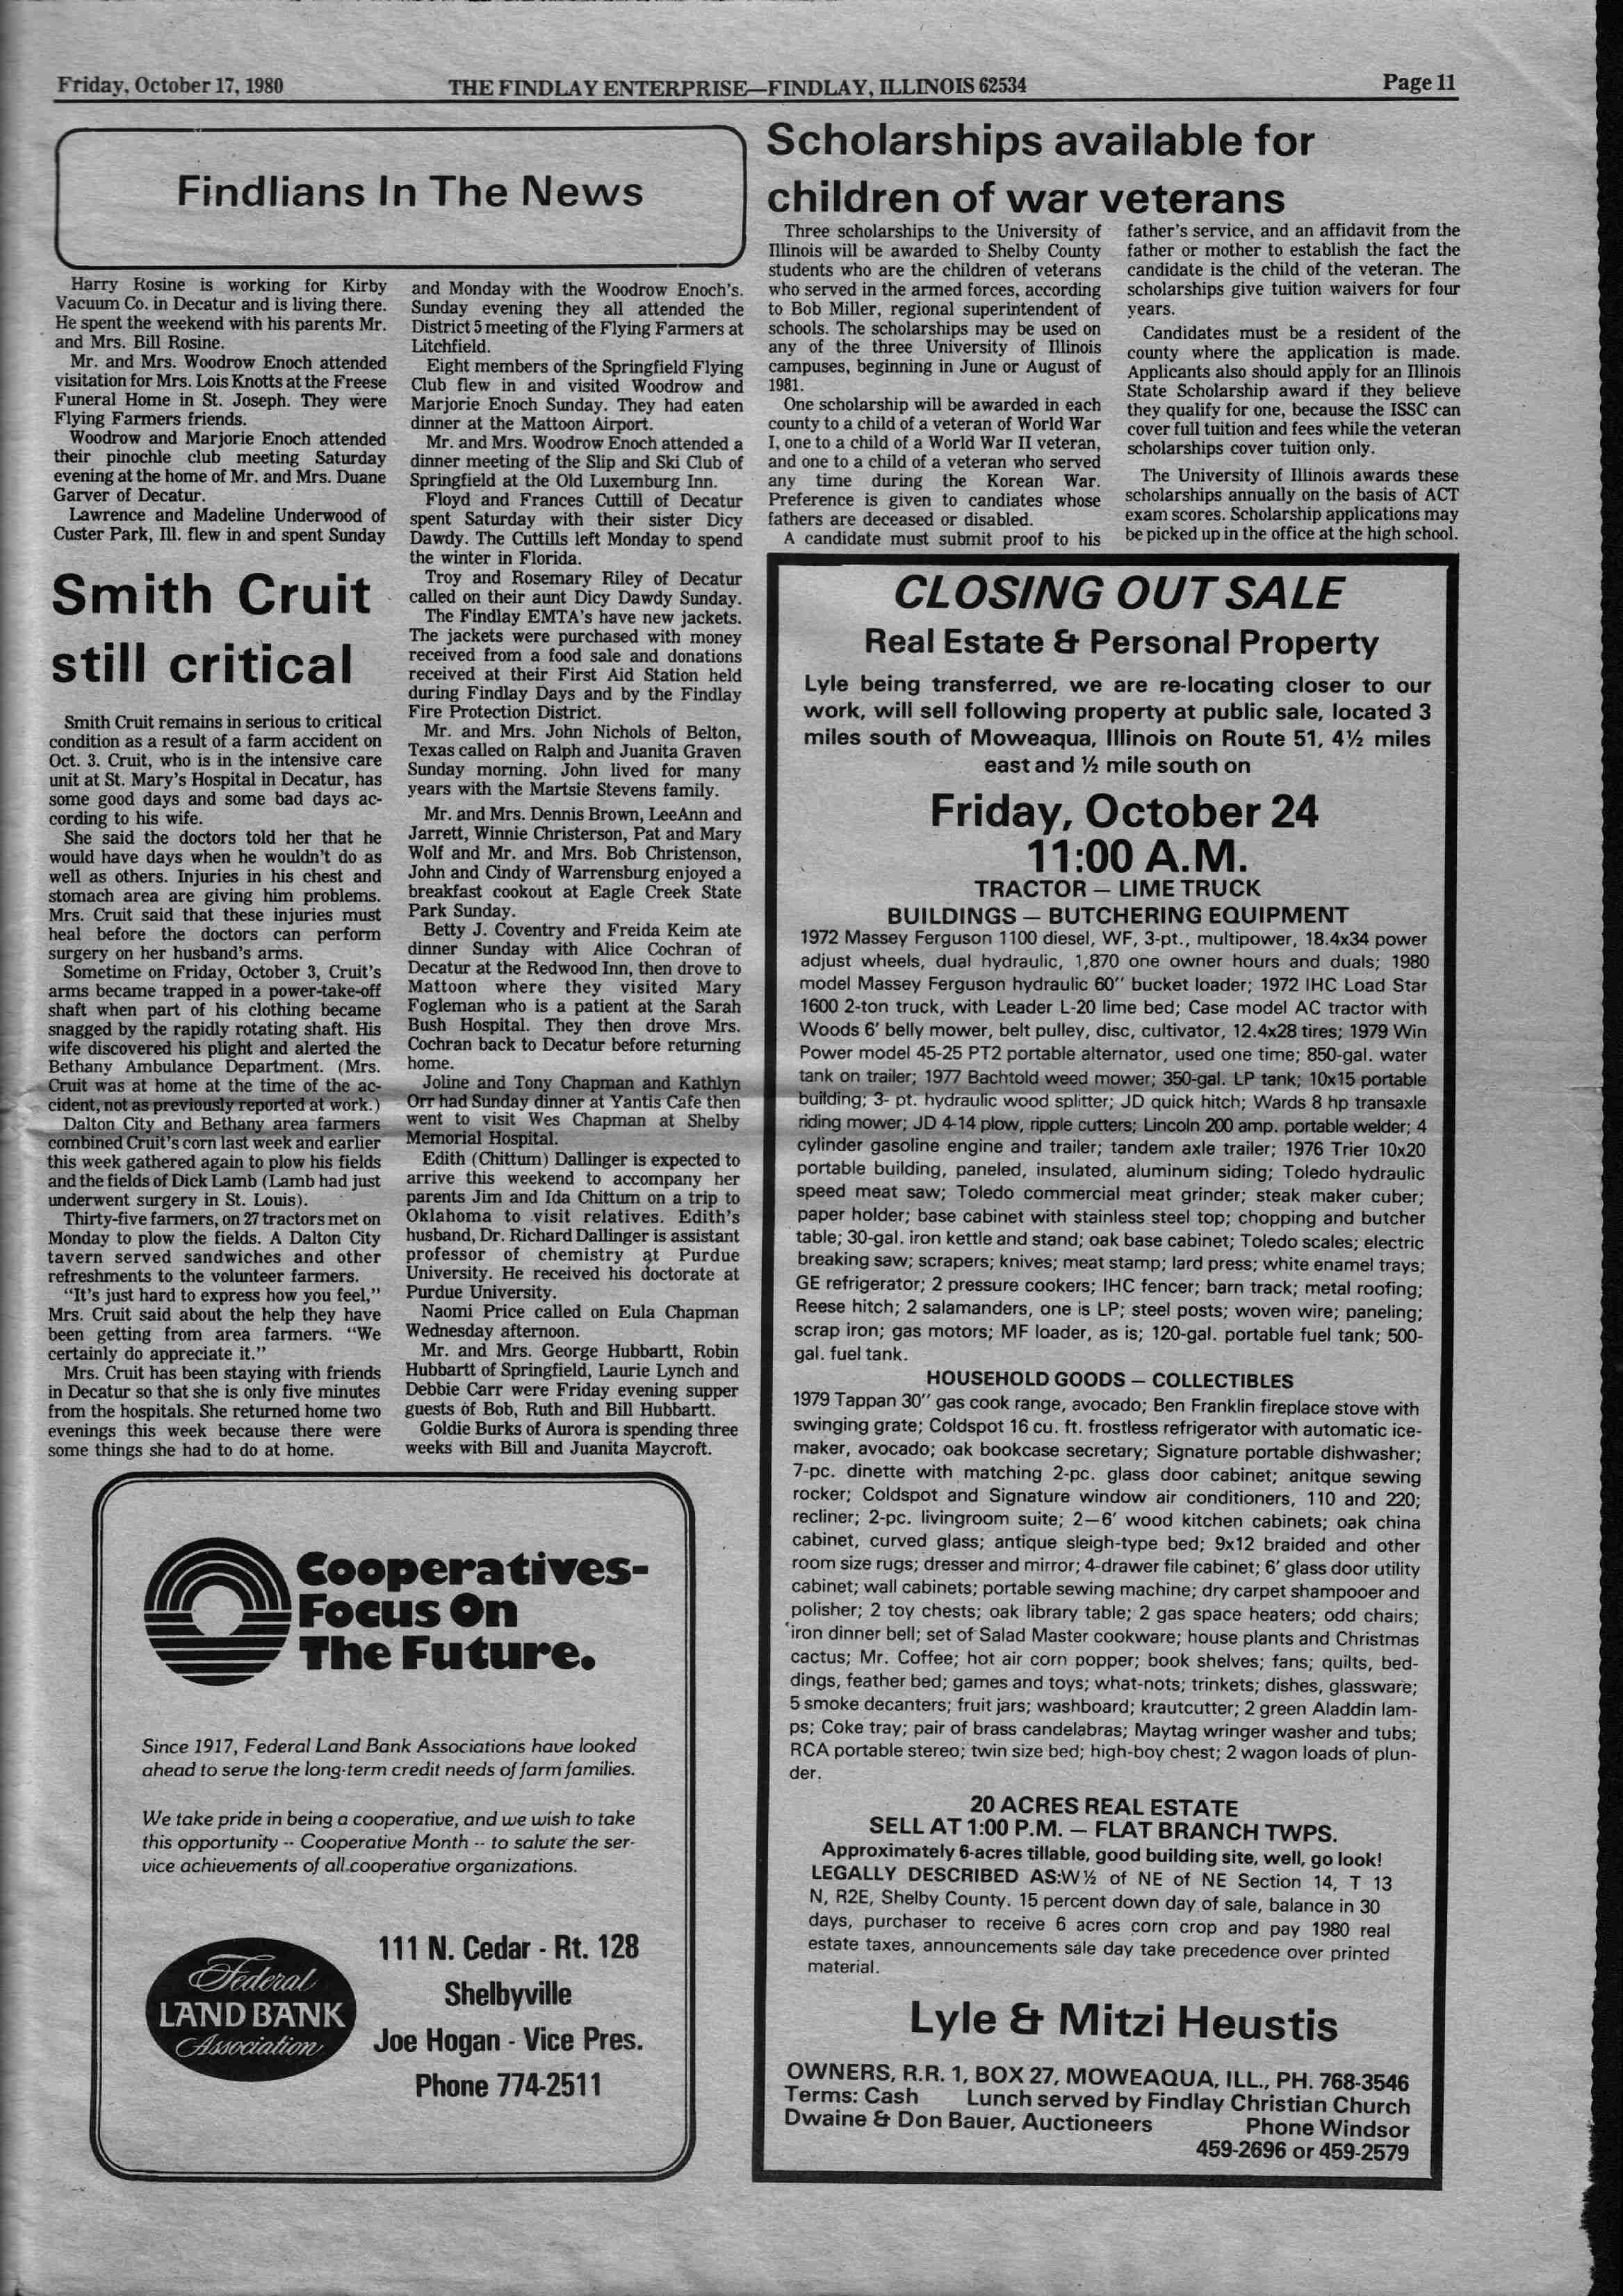 Friday, October 17, 1980
THE FINDLAY ENTERPRISE—FINDLAY, ILLINOIS 62534
Page 11
Findlians In The News
Harry Rosine is working for Kirby
Vacuum Co. in Decatur and is living there.
He spent the weekend with his parents Mr.
and Mrs. Bill Rosine.
Mr. and Mrs. Woodrow Enoch attended
visitation for Mrs. Lois Knotts at the Freese
Funeral Home in St. Joseph. They were
Flying Farmers friends.
Woodrow and Marjorie Enoch attended
their pinochle club meeting Saturday
evening at the home of Mr. and Mrs. Duane
Garver of Decatur.
Lawrence and Madeline Underwood of
Custer Park, Ill. flew in and spent Sunday
and Monday with the Woodrow Enoch's.
Sunday evening they all attended the
District 5 meeting of the Flying Farmers at
Litchfield.
Eight members of the Springfield Flying
Club flew in and visited Woodrow and
Marjorie Enoch Sunday. They had eaten
dinner at the Mattoon Airport.
Mr. and Mrs. Woodrow Enoch attended a
dinner meeting of the Slip and Ski Club of
Springfield at the Old Luxemburg Inn.
Floyd and Frances Cuttill of Decatur
spent Saturday with their sister Dicy
Dawdy. The Cuttills left Monday to spend
the winter in Florida.
Troy and Rosemary Riley of Decatur
called on their aunt Dicy Dawdy Sunday.
The Findlay EMTA's have new jackets.
The jackets were purchased with money
received from a food sale and donations
received at their First Aid Station held
during Findlay Days and by the Findlay
Fire Protection District.
Mr. and Mrs. John Nichols of Belton,
Texas called on Ralph and Juanita Graven
Sunday morning. John lived for many
years with the Martsie Stevens family.
Mr. and Mrs. Dennis Brown, LeeAnn and
Jarrett, Winnie Christerson, Pat and Mary
Wolf and Mr. and Mrs. Bob Christenson,
John and Cindy of Warrensburg enjoyed a
breakfast cookout at Eagle Creek State
Park Sunday.
Betty J. Coventry and Freida Keim ate
dinner Sunday with Alice Cochran of
Decatur at the Redwood Inn, then drove to
Mattoon where they visited Mary
Fogleman who is a patient at the Sarah
Bush Hospital. They then drove Mrs.
Cochran back to Decatur before returning
home.
Joline and Tony Chapman and Kathlyn
Orr had Sunday dinner at Yantis Cafe then
went to visit Wes Chapman at Shelby
Memorial Hospital.
Edith (Chittum) Dallinger is expected to
arrive this weekend to accompany her
parents Jim and Ida Chittum on a trip to
Oklahoma to visit relatives. Edith's
husband, Dr. Richard Dallinger is assistant
professor of chemistry at Purdue
University. He received his doctorate at
Purdue University.
Naomi Price called on Eula Chapman
Wednesday afternoon.
Mr. and Mrs. George Hubbartt, Robin
Hubbartt of Springfield, Laurie Lynch and
Debbie Carr were Friday evening supper
guests of Bob, Ruth and Bill Hubbartt.
Goldie Burks of Aurora is spending three
weeks with Bill and Juanita Maycroft.
Smith Cruit
still critical
Smith Cruit remains in serious to critical
condition as a result of a farm accident on
Oct. 3. Cruit, who is in the intensive care
unit at St. Mary's Hospital in Decatur, has
some good days and some bad days ac-
cording to his wife.
She said the doctors told her that he
would have days when he wouldn't do as
well as others. Injuries in his chest and
stomach area are giving him problems.
Mrs. Cruit said that these injuries must
heal before the doctors can perform
surgery on her husband's arms.
Sometime on Friday, October 3, Cruit's
arms became trapped in a power-take-off
shaft when part of his clothing became
snagged by the rapidly rotating shaft. His
wife discovered his plight and alerted the
Bethany Ambulance Department. (Mrs.
Cruit was at home at the time of the ac-
cident, not as previously reported at work.)
Dalton City and Bethany area farmers
combined Cruit's corn last week and earlier
this week gathered again to plow his fields
and the fields of Dick Lamb (Lamb had just
underwent surgery in St. Louis).
Thirty-five farmers, on 27 tractors met on
Monday to plow the fields. A Dalton City
tavern served sandwiches and other
refreshments to the volunteer farmers.
"It's just hard to express how you feel,"
Mrs. Cruit said about the help they have
been getting from area farmers. "We
certainly do appreciate it."
Mrs. Cruit has been staying with friends
in Decatur so that she is only five minutes
from the hospitals. She returned home two
evenings this week because there were
some things she had to do at home.
Scholarships available for
children of war veterans
Three scholarships to the University of
Illinois will be awarded to Shelby County
students who are the children of veterans
who served in the armed forces, according
to Bob Miller, regional superintendent of
schools. The scholarships may be used on
any of the three University of Illinois
campuses, beginning in June or August of
1981.
One scholarship will be awarded in each
county to a child of a veteran of World War
I, one to a child of a World War II veteran,
and one to a child of a veteran who served
any time during the Korean War.
Preference is given to candiates whose
fathers are deceased or disabled.
A candidate must submit proof to his
father's service, and an affidavit from the
father or mother to establish the fact the
candidate is the child of the veteran. The
scholarships give tuition waivers for four
years.
Candidates must be a resident of the
county where the application is made.
Applicants also should apply for an Illinois
State Scholarship award if they believe
they qualify for one, because the ISSC can
cover full tuition and fees while the veteran
scholarships cover tuition only.
The University of Illinois awards these
scholarships annually on the basis of ACT
exam scores. Scholarship applications may
be picked up in the office at the high school.
CLOSING OUT SALE
Real Estate & Personal Property
Lyle being transferred, we are re-locating closer to our
work, will sell following property at public sale, located 3
miles south of Moweaqua, Illinois on Route 51, 4½ miles
east and ½ mile south on
Friday, October 24
11:00 A.M.
TRACTOR — LIME TRUCK
BUILDINGS — BUTCHERING EQUIPMENT
1972 Massey Ferguson 1100 diesel, WF, 3-pt., multipower, 18.4x34 power
adjust wheels, dual hydraulic, 1,870 one owner hours and duals; 1980
model Massey Ferguson hydraulic 60" bucket loader; 1972 IHC Load Star
1600 2-ton truck, with Leader L-20 lime bed; Case model AC tractor with
Woods 6' belly mower, belt pulley, disc, cultivator, 12.4x28 tires; 1979 Win
Power model 45-25 PT2 portable alternator, used one time; 850-gal. water
tank on trailer; 1977 Bachtold weed mower; 350-gal. LP tank; 10x15 portable
building; 3- pt. hydraulic wood splitter; JD quick hitch; Wards 8 hp transaxle
riding mower; JD 4-14 plow, ripple cutters; Lincoln 200 amp. portable welder; 4
cylinder gasoline engine and trailer; tandem axle trailer; 1976 Trier 10x20
portable building, paneled, insulated, aluminum siding; Toledo hydraulic
speed meat saw; Toledo commercial meat grinder; steak maker cuber;
paper holder; base cabinet with stainless steel top; chopping and butcher
table; 30-gal. iron kettle and stand; oak base cabinet; Toledo scales; electric
breaking saw; scrapers; knives; meat stamp; lard press; white enamel trays;
GE refrigerator; 2 pressure cookers; IHC fencer; barn track; metal roofing;
Reese hitch; 2 salamanders, one is LP; steel posts; woven wire; paneling;
scrap iron; gas motors; MF loader, as is; 120-gal. portable fuel tank; 500-
gal. fuel tank.
HOUSEHOLD GOODS — COLLECTIBLES
1979 Tappan 30" gas cook range, avocado; Ben Franklin fireplace stove with
swinging grate; Coldspot 16 cu. ft. frostless refrigerator with automatic ice-
maker, avocado; oak bookcase secretary; Signature portable dishwasher;
7-pc. dinette with matching 2-pc. glass door cabinet; anitque sewing
rocker; Coldspot and Signature window air conditioners, 110 and 220;
recliner; 2-pc. livingroom suite; 2—6' wood kitchen cabinets; oak china
cabinet, curved glass; antique sleigh-type bed; 9x12 braided and other
room size rugs; dresser and mirror; 4-drawer file cabinet; 6' glass door utility
cabinet; wall cabinets; portable sewing machine; dry carpet shampooer and
polisher; 2 toy chests; oak library table; 2 gas space heaters; odd chairs;
iron dinner bell; set of Salad Master cookware; house plants and Christmas
cactus; Mr. Coffee; hot air corn popper; book shelves; fans; quilts, bed-
dings, feather bed; games and toys; what-nots; trinkets; dishes, glassware;
5 smoke decanters; fruit jars; washboard; krautcutter; 2 green Aladdin lam-
ps; Coke tray; pair of brass candelabras; Maytag wringer washer and tubs;
RCA portable stereo; twin size bed; high-boy chest; 2 wagon loads of plun-
der.
20 ACRES REAL ESTATE
SELL AT 1:00 P.M. — FLAT BRANCH TWPS.
Approximately 6-acres tillable, good building site, well, go look!
LEGALLY DESCRIBED AS:W½ of NE of NE Section 14, T 13
N, R2E, Shelby County. 15 percent down day of sale, balance in 30
days, purchaser to receive 6 acres corn crop and pay 1980 real
estate taxes, announcements sale day take precedence over printed
material.
Lyle & Mitzi Heustis
OWNERS, R.R. 1, BOX 27, MOWEAQUA, ILL., PH. 768-3546
Terms: Cash Lunch served by Findlay Christian Church
Dwaine & Don Bauer, Auctioneers Phone Windsor
459-2696 or 459-2579
Cooperatives-
Focus On
The Future.
Since 1917, Federal Land Bank Associations have looked
ahead to serve the long-term credit needs of farm families.
We take pride in being a cooperative, and we wish to take
this opportunity -- Cooperative Month -- to salute the ser-
vice achievements of all cooperative organizations.
Federal
LAND BANK
Association
111 N. Cedar - Rt. 128
Shelbyville
Joe Hogan - Vice Pres.
Phone 774-2511